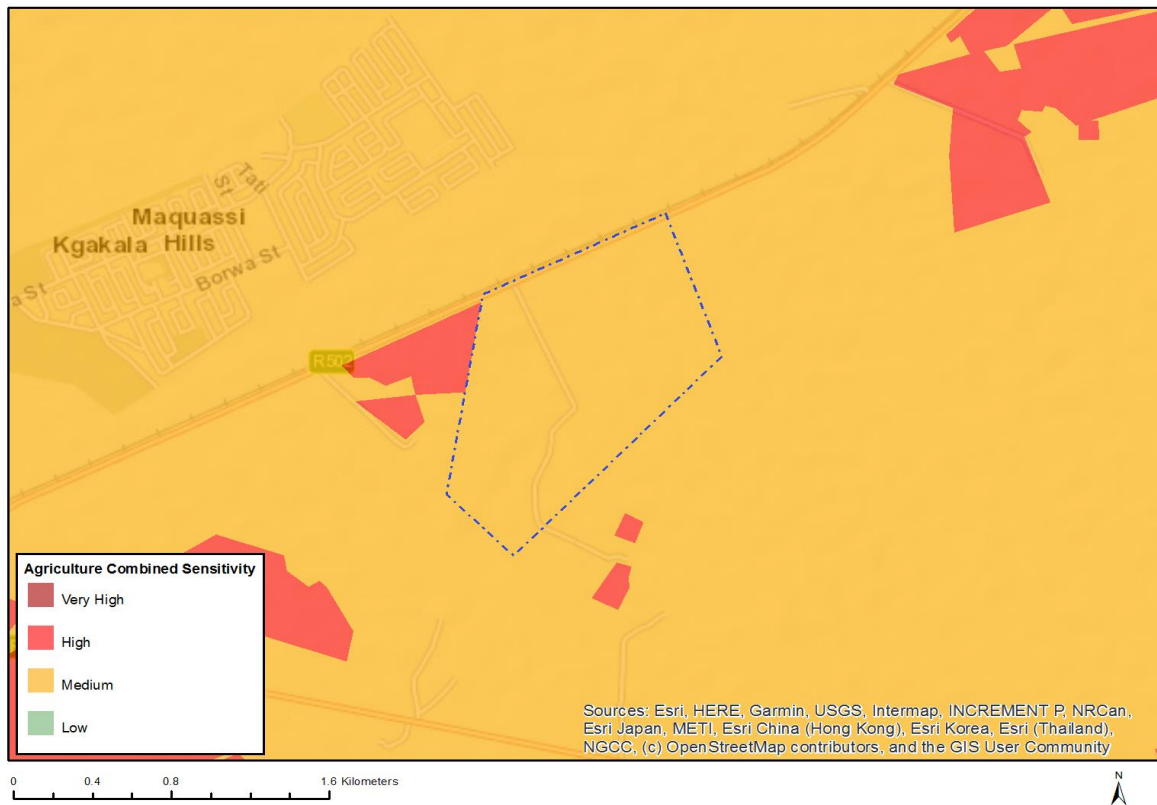 Tati
St
Maquassi
Kgakala Hills
Borwa St
a St
R 502
Agriculture Combined Sensitivity
Very High
High
Medium
Low
Sources: Esri, HERE, Garmin, USGS, Intermap, INCREMENT P, NRCan,
Esri Japan, METI, Esri China (Hong Kong), Esri Korea, Esri (Thailand),
NGCC, (c) OpenStreetMap contributors, and the GIS User Community
0 0.4 0.8 1.6 Kilometers
N